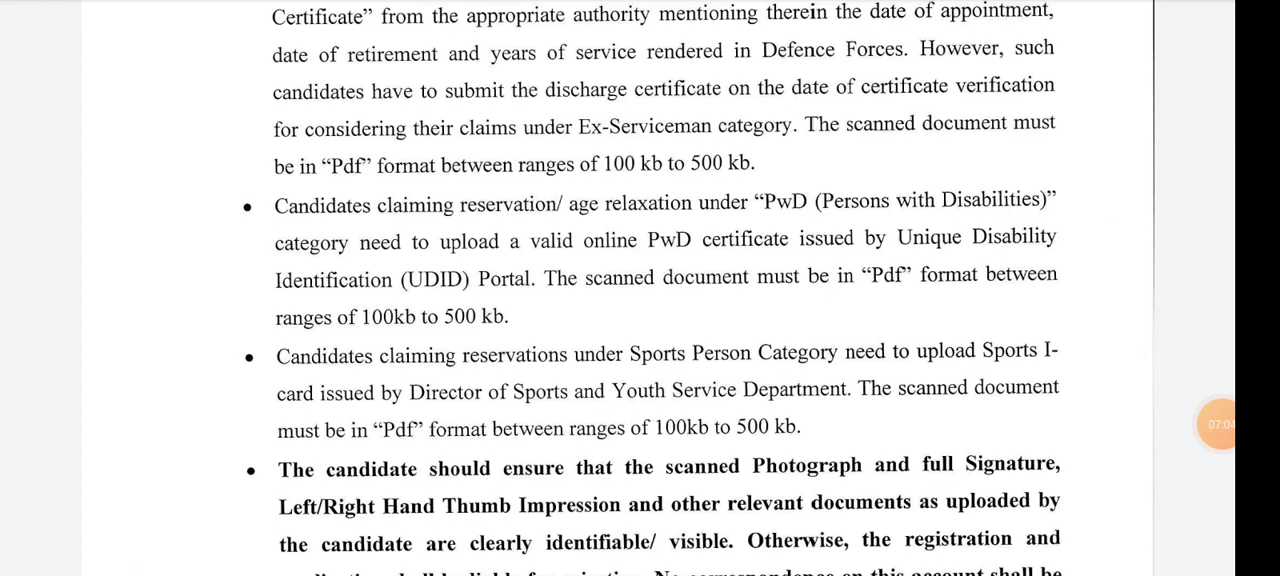 Certificate” from the appropriate authority mentioning therein the date of appointment,
date of retirement and years of service rendered in Defence Forces. However, such
candidates have to submit the discharge certificate on the date of certificate verification
for considering their claims under Ex-Serviceman category. The scanned document must
be in “Pdf” format between ranges of 100 kb to 500 kb.
• Candidates claiming reservation/ age relaxation under “PwD (Persons with Disabilities)”
category need to upload a valid online PwD certificate issued by Unique Disability
Identification (UDID) Portal. The scanned document must be in “Pdf” format between
ranges of 100kb to 500 kb.
• Candidates claiming reservations under Sports Person Category need to upload Sports I-
card issued by Director of Sports and Youth Service Department. The scanned document
must be in “Pdf” format between ranges of 100kb to 500 kb.
07:04
• The candidate should ensure that the scanned Photograph and full Signature,
Left/Right Hand Thumb Impression and other relevant documents as uploaded by
the candidate are clearly identifiable/ visible. Otherwise, the registration and
on this account shall be